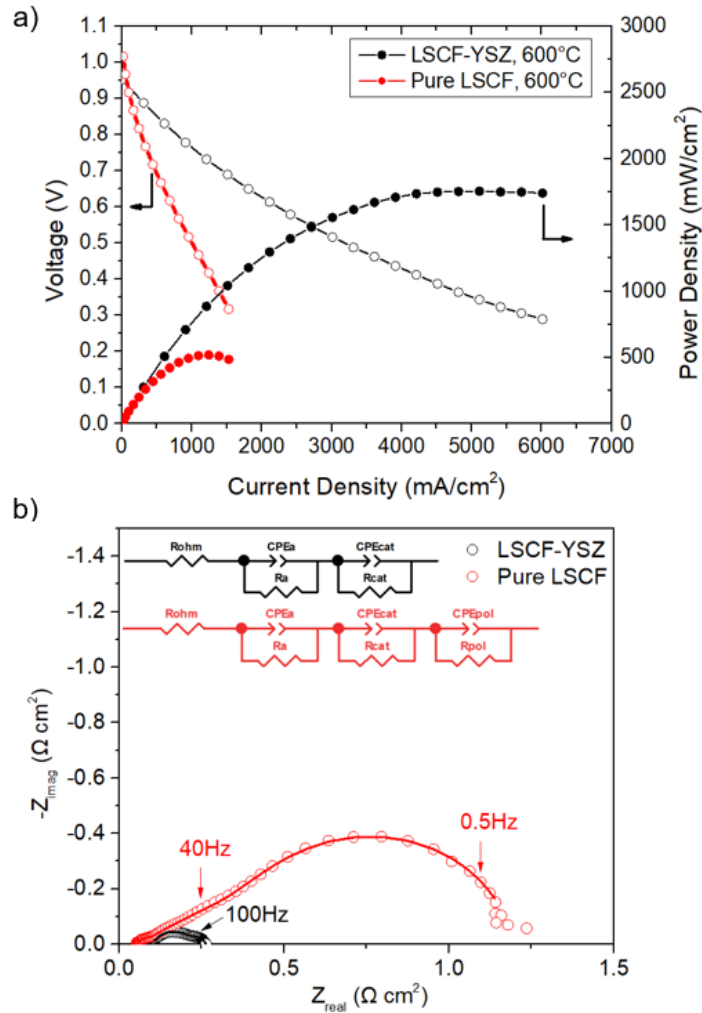 a)
1.1
1.0
0.9
0.8
0.7
0.6
0.5
0.4
0.3
0.2
0.1
0.0
Voltage (V)
3000
2500
2000
1500
1000
500
0
Power Density (mW/cm²)
LSCF-YSZ, 600°C
Pure LSCF, 600°C
0 1000 2000 3000 4000 5000 6000 7000
Current Density (mA/cm²)
b)
-1.4
-1.2
-1.0
-0.8
-0.6
-0.4
-0.2
0.0
-Z_imag (Ω cm²)
LSCF-YSZ
Pure LSCF
Rohm CPEa CPEcat
Ra Rcat
Rohm CPEa CPEcat CPEpol
Ra Rcat Rpol
40Hz
0.5Hz
100Hz
0.0 0.5 1.0 1.5
Z_real (Ω cm²)